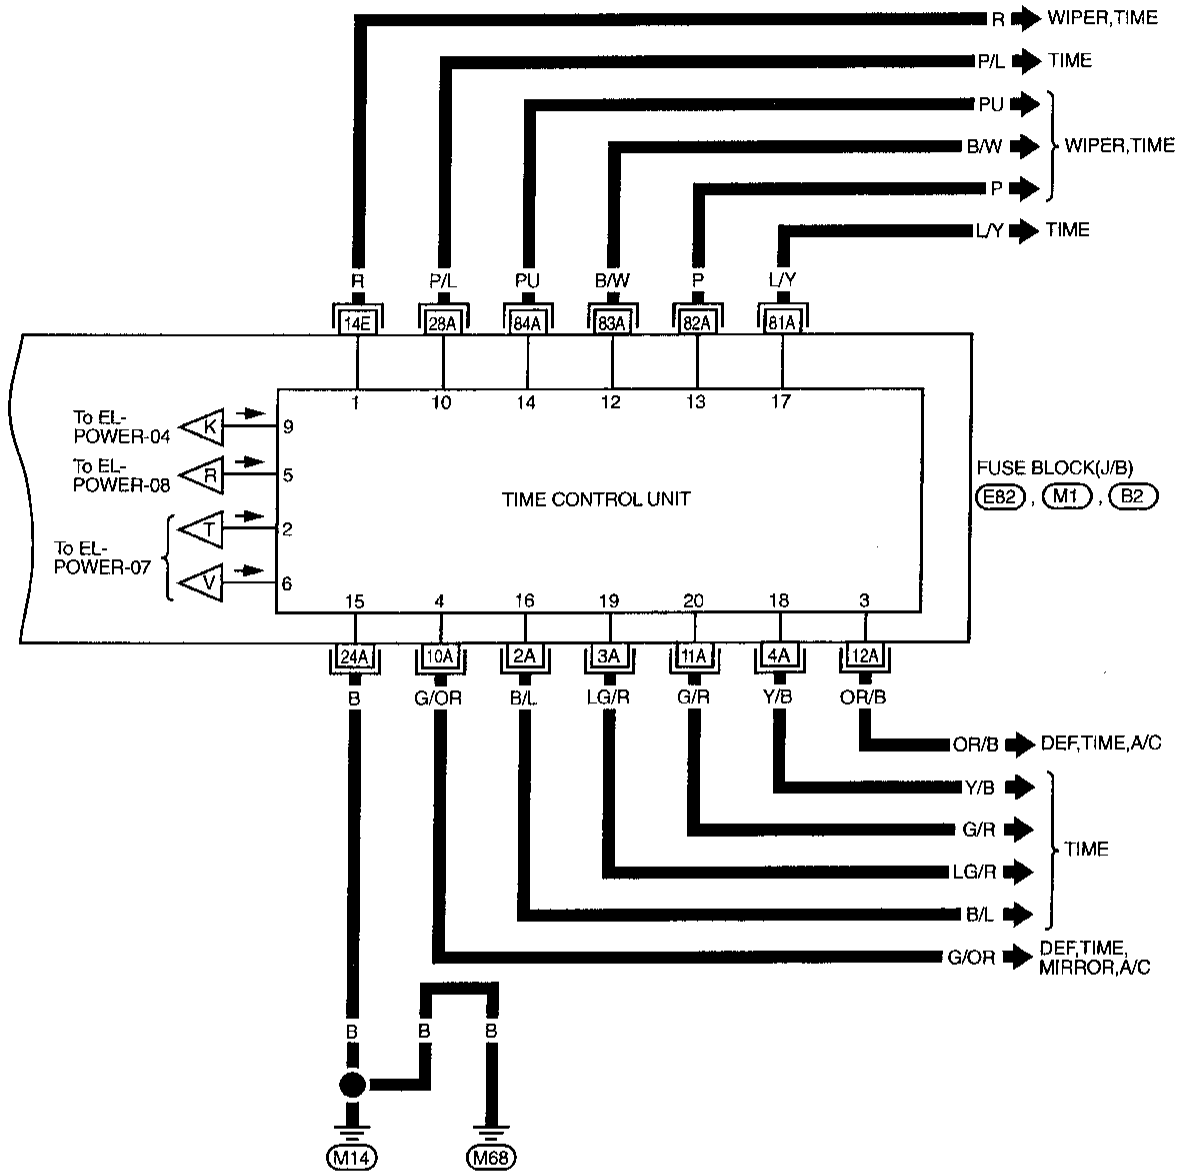 R WIPER,TIME
P/L TIME
PU
B/W WIPER,TIME
P
L/Y TIME
R P/L PU B/W P L/Y
14E 28A 84A 83A 82A 81A
1 10 14 12 13 17
To EL-
POWER-04 K 9
To EL-
POWER-08 R 5
T 2
To EL-
POWER-07
V 6
TIME CONTROL UNIT
FUSE BLOCK(J/B)
E82 , M1 , B2
15 4 16 19 20 18 3
24A 10A 2A 3A 11A 4A 12A
B G/OR B/L LG/R G/R Y/B OR/B
OR/B DEF,TIME,A/C
Y/B
G/R
TIME
LG/R
B/L
G/OR DEF,TIME,
MIRROR,A/C
B B B
M14 M68